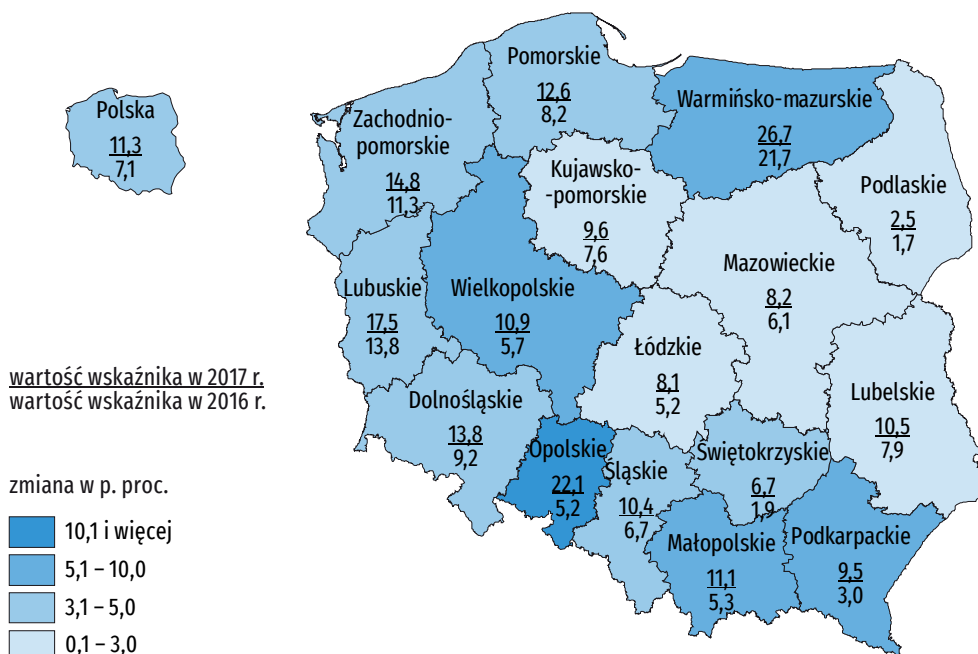 Polska
11,3
7,1
Pomorskie
12,6
8,2
Warmińsko-mazurskie
26,7
21,7
Zachodnio-
pomorskie
14,8
11,3
Kujawsko-
pomorskie
9,6
7,6
Podlaskie
2,5
1,7
Mazowieckie
8,2
6,1
Lubuskie
17,5
13,8
Wielkopolskie
10,9
5,7
Łódzkie
8,1
5,2
Lubelskie
10,5
7,9
Dolnośląskie
13,8
9,2
Opolskie
22,1
5,2
Śląskie
10,4
6,7
Świętokrzyskie
6,7
1,9
Małopolskie
11,1
5,3
Podkarpackie
9,5
3,0
wartość wskaźnika w 2017 r.
wartość wskaźnika w 2016 r.
zmiana w p. proc.
10,1 i więcej
5,1 – 10,0
3,1 – 5,0
0,1 – 3,0